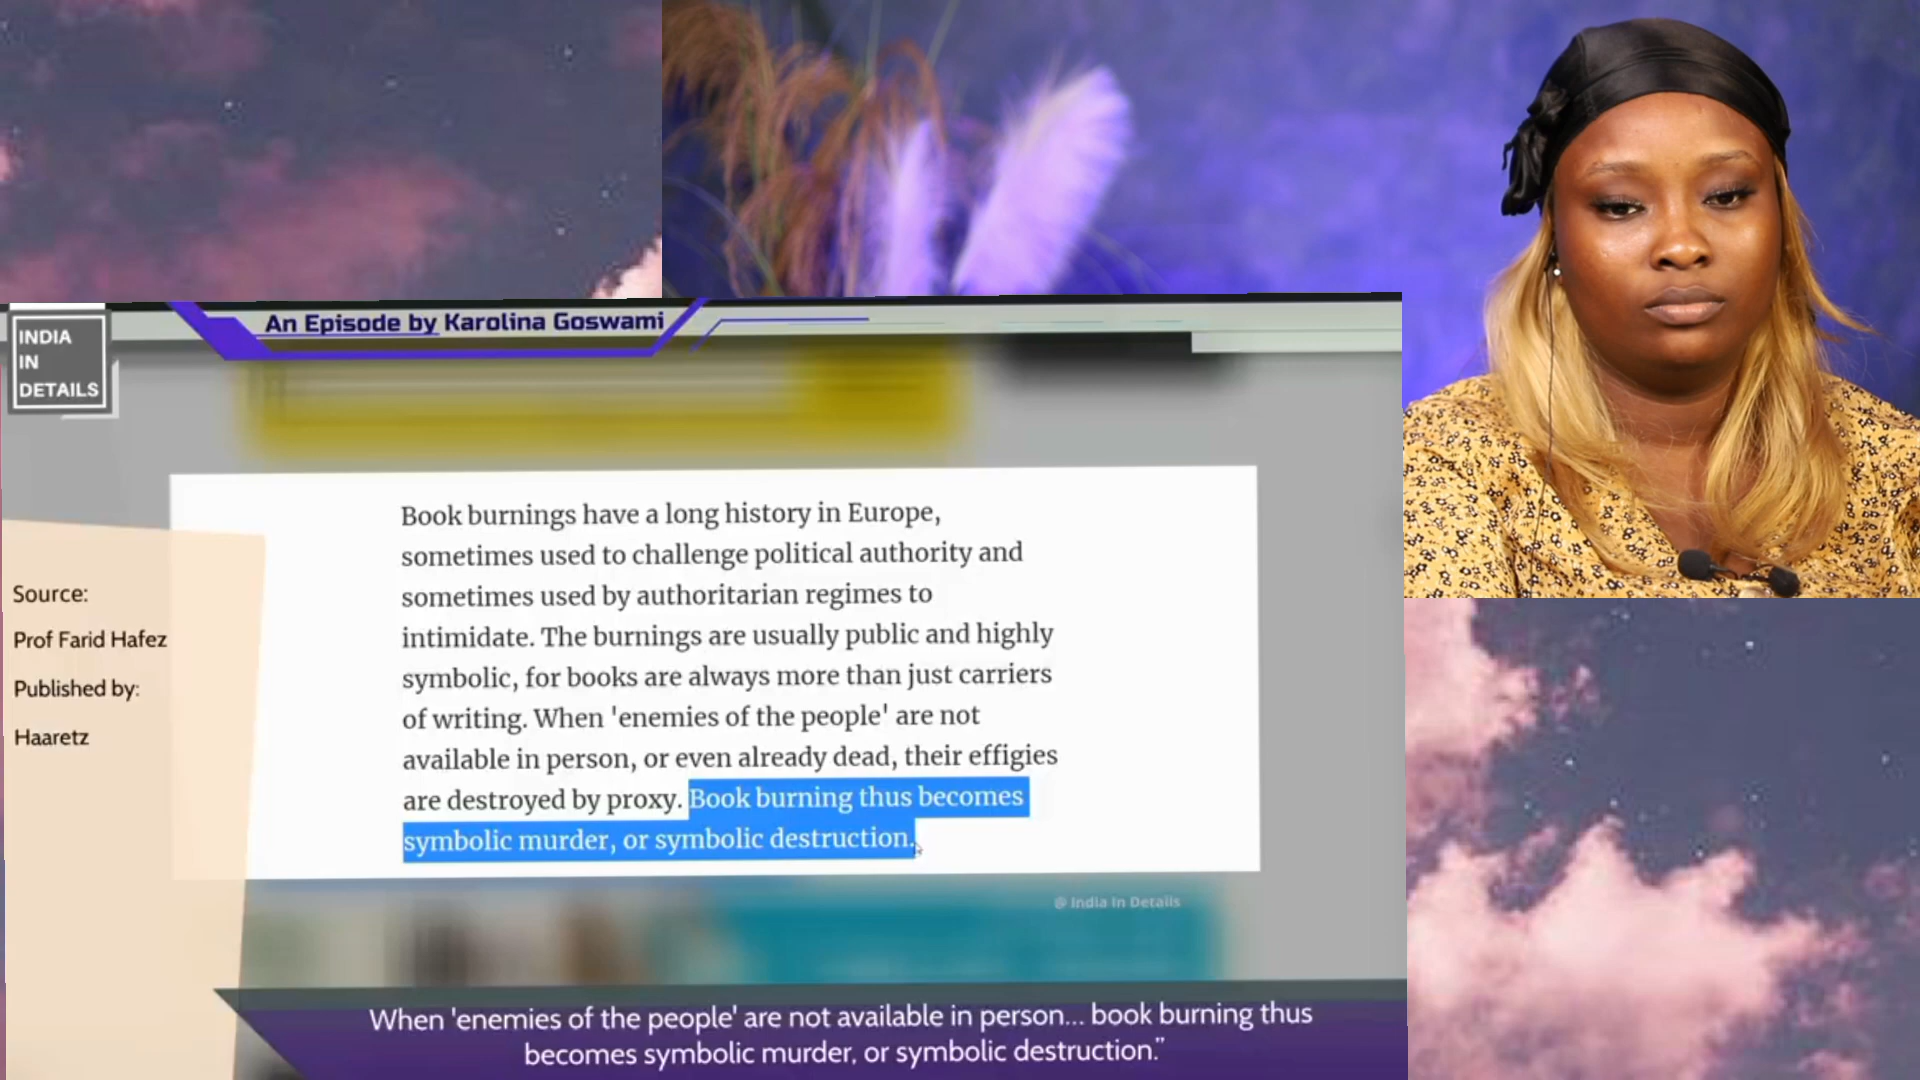 An Episode by Karolina Goswami
INDIA
IN
DETAILS
Book burnings have a long history in Europe,
sometimes used to challenge political authority and
sometimes used by authoritarian regimes to
intimidate. The burnings are usually public and highly
symbolic, for books are always more than just carriers
of writing. When 'enemies of the people' are not
available in person, or even already dead, their effigies
are destroyed by proxy. Book burning thus becomes
symbolic murder, or symbolic destruction.
Source:
Prof Farid Hafez
Published by:
Haaretz
@ India In Details
When 'enemies of the people' are not available in person... book burning thus
becomes symbolic murder, or symbolic destruction.”